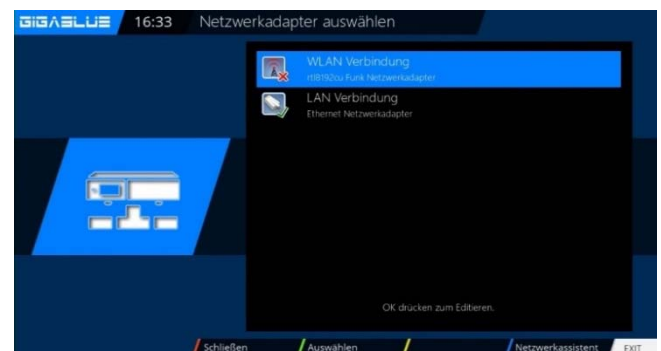 GIGABLUE 16:33 Netzwerkadapter auswählen
WLAN Verbindung
rtl8192cu Funk Netzwerkadapter
LAN Verbindung
Ethernet Netzwerkadapter
OK drücken zum Editieren.
Schließen Auswählen Netzwerkassistent EXIT